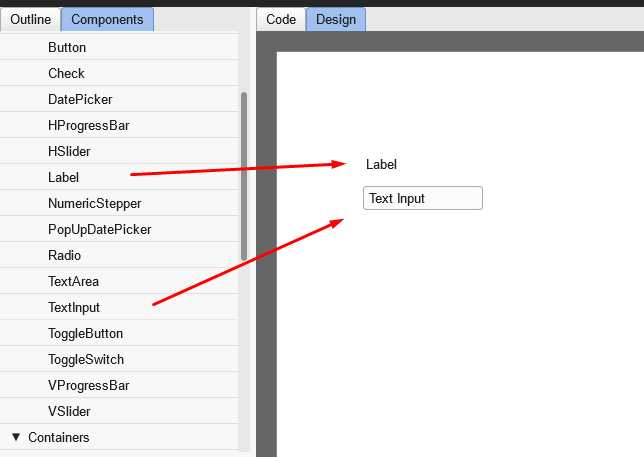 Outline Components Code Design
Button
Check
DatePicker
HProgressBar
HSlider
Label
NumericStepper
PopUpDatePicker
Radio
TextArea
TextInput
ToggleButton
ToggleSwitch
VProgressBar
VSlider
▼ Containers
Label
Text Input